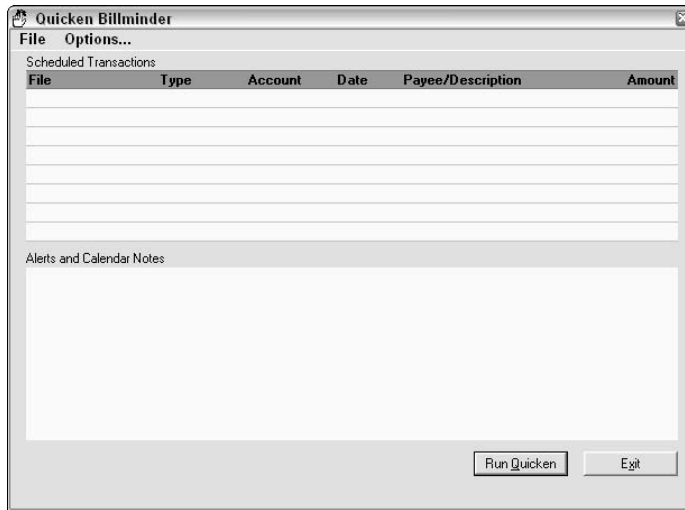 Quicken Billminder
File Options...
Scheduled Transactions
File Type Account Date Payee/Description Amount
Alerts and Calendar Notes
Run Quicken Exit